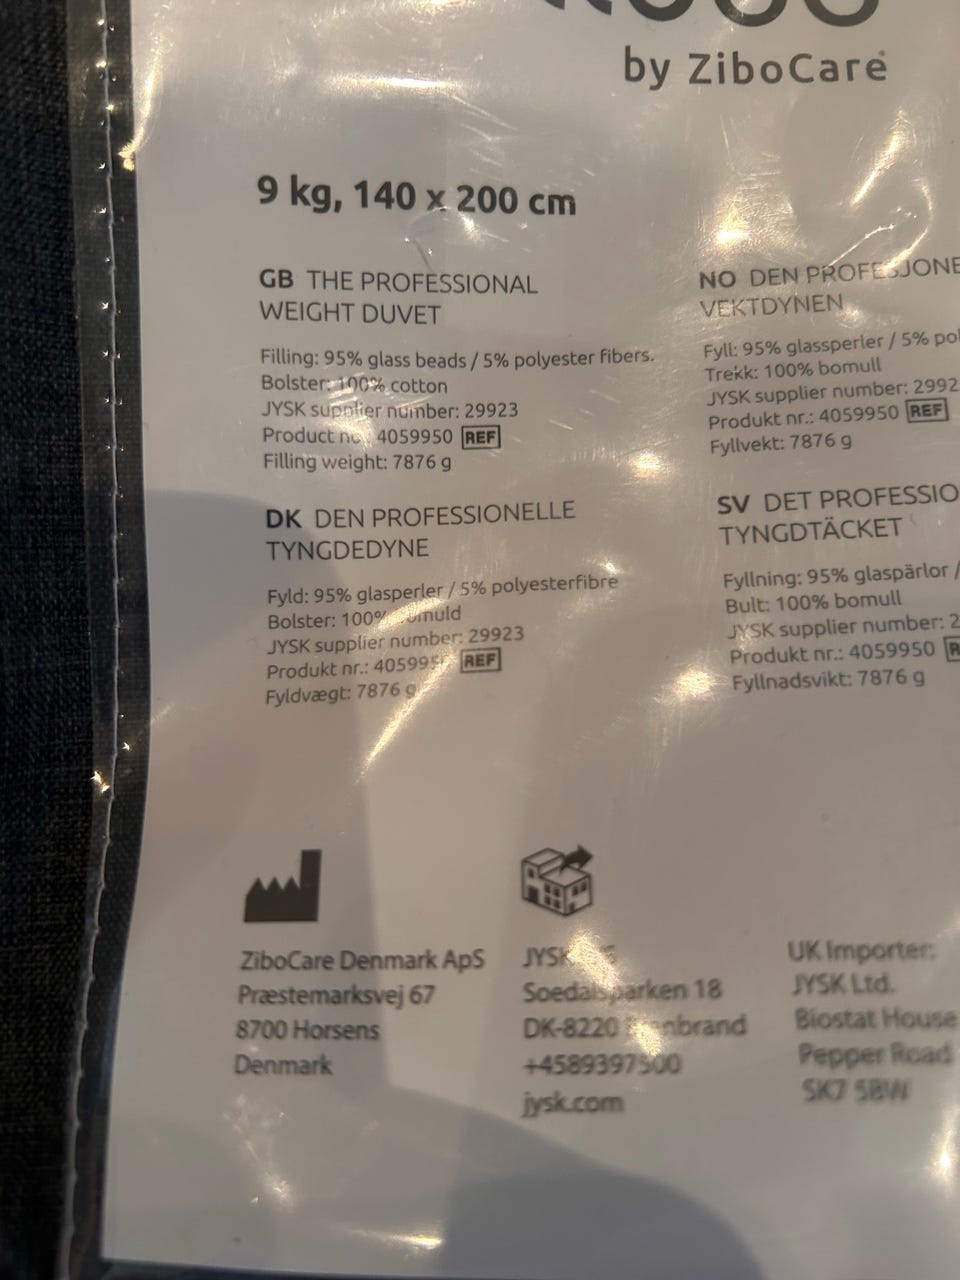 by ZiboCare
9 kg, 140 x 200 cm
GB THE PROFESSIONAL
WEIGHT DUVET
Filling: 95% glass beads / 5% polyester fibers.
Bolster: 100% cotton
JYSK supplier number: 29923
Product 4059950 REF
Filling weight: 7876 g
DK DEN PROFESSIONELLE
TYNGDEDYNE
Fyld: 95% glasperler / 5% polyesterfibre
Bolster: 100%
JYSK supplier number: 29923
Produkt nr.: REF
Fyldvægt: 7876 g
NO DEN
VEKTDYNEN
Fyll: 95% glassperler / 5%
Trekk: 100% bomull
JYSK supplier number:
Produkt nr.: 4059950 REF
Fyllvekt: 7876 g
SV DET
TYNGDTÄCKET
Fyllning: 95% glaspärlor /
Bult: 100% bomull
JYSK supplier number:
Produkt nr.: 4059950
Fyllnadsvikt: 7876 g
ZiboCare Denmark ApS
Præstemarksvej 67
8700 Horsens
Denmark
JYSK
18
DK-8220
+4589397500
jysk.com
UK Importer:
JYSK Ltd.
Biostat House
Pepper Road
SK7 5BW